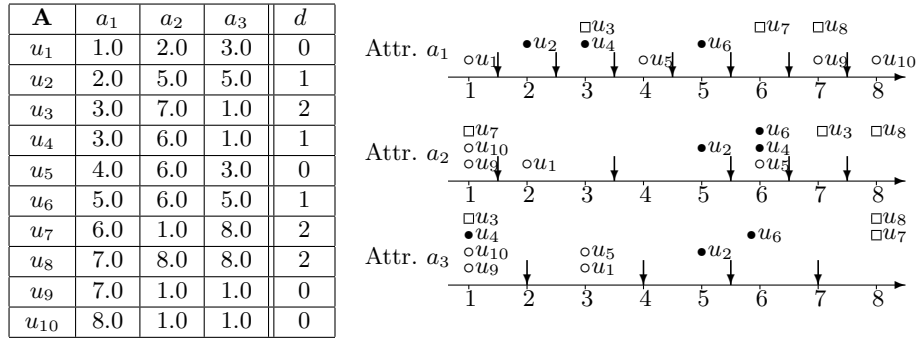 A a1 a2 a3 d
u1 1.0 2.0 3.0 0
u2 2.0 5.0 5.0 1
u3 3.0 7.0 1.0 2
u4 3.0 6.0 1.0 1
u5 4.0 6.0 3.0 0
u6 5.0 6.0 5.0 1
u7 6.0 1.0 8.0 2
u8 7.0 8.0 8.0 2
u9 7.0 1.0 1.0 0
u10 8.0 1.0 1.0 0
u3 u7 u8
Attr. a1 u2 u4 u6
u1 u5 u9 u10
1 2 3 4 5 6 7 8
u7 u6 u3 u8
Attr. a2 u10 u2 u4
u9 u1 u5
1 2 3 4 5 6 7 8
u3 u8
u4 u6 u7
Attr. a3 u10 u5 u2
u9 u1
1 2 3 4 5 6 7 8